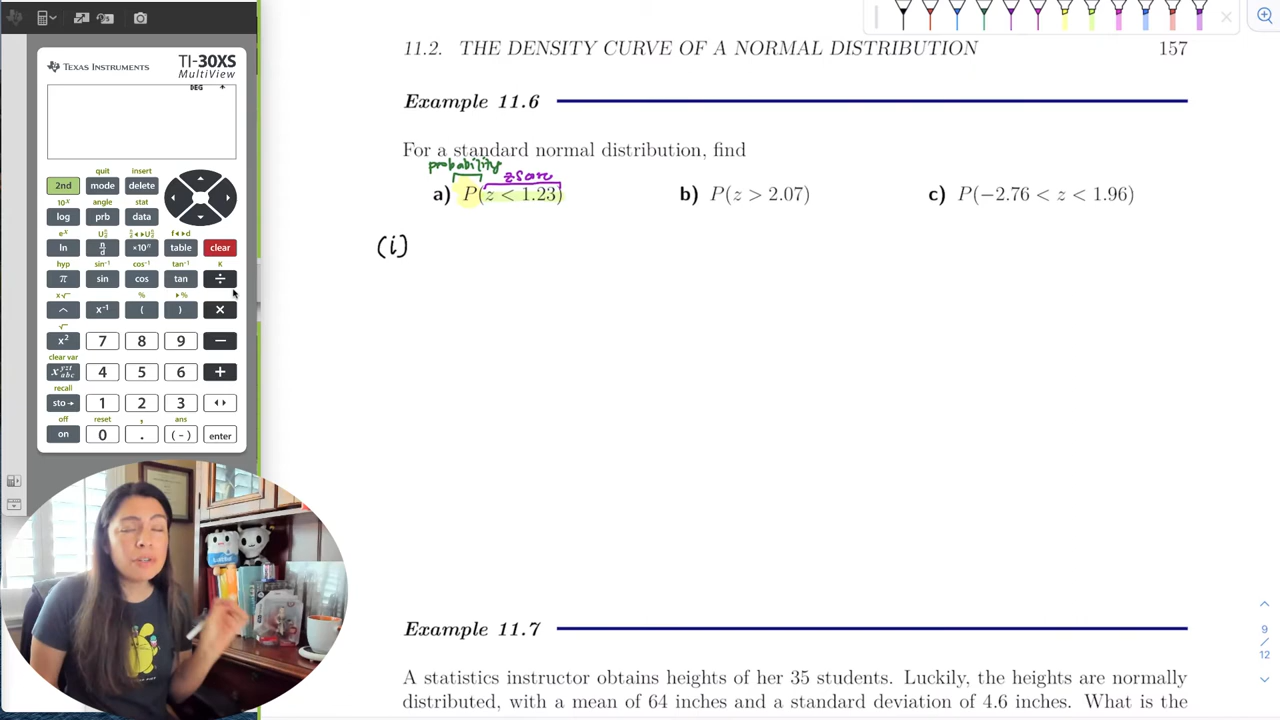 TEXAS INSTRUMENTS
TI-30XS
MultiView
DEG
quit insert
2nd mode delete
10ˣ angle stat
log prb data
eˣ
ln n/d ×10ⁿ table clear
hyp sin⁻¹ cos⁻¹ tan⁻¹ K
π sin cos tan ÷
x√ % ▸%
^ x⁻¹ ( ) ×
√
x² 7 8 9 −
clear var
x yzt abc 4 5 6 +
recall
sto→ 1 2 3
off reset , ans
on 0 . (-) enter
11.2. THE DENSITY CURVE OF A NORMAL DISTRIBUTION 157
Example 11.6
For a standard normal distribution, find
probability
z score
a) P(z < 1.23) b) P(z > 2.07) c) P(−2.76 < z < 1.96)
(i)
Example 11.7
A statistics instructor obtains heights of her 35 students. Luckily, the heights are normally
distributed, with a mean of 64 inches and a standard deviation of 4.6 inches. What is the
9
/
12